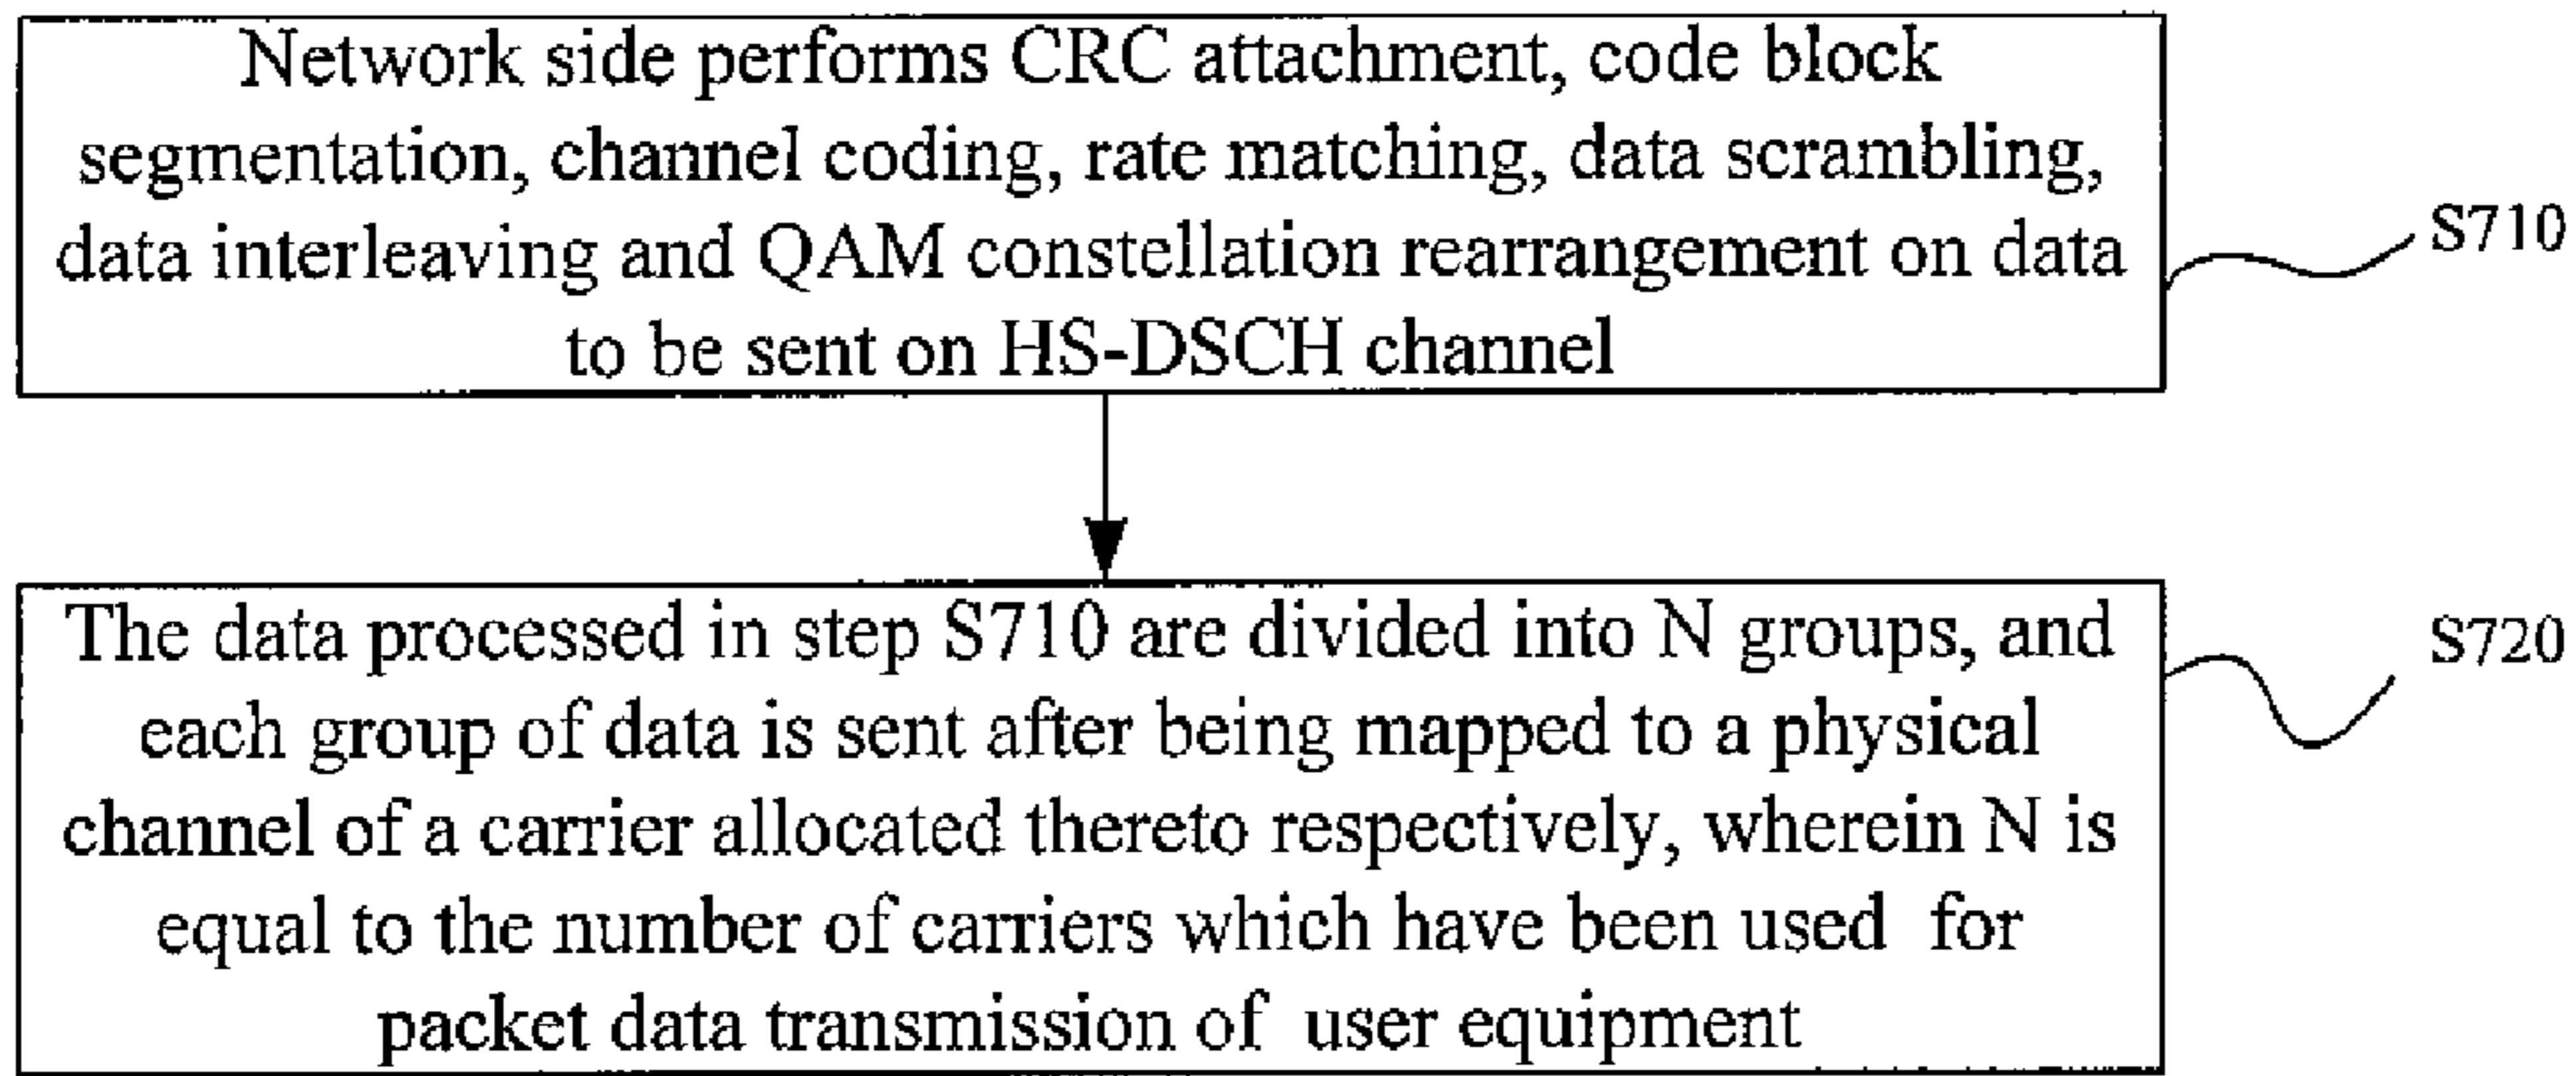 Network side performs CRC attachment, code block
segmentation, channel coding, rate matching, data scrambling,
data interleaving and QAM constellation rearrangement on data
to be sent on HS-DSCH channel
S710
The data processed in step S710 are divided into N groups, and
each group of data is sent after being mapped to a physical
channel of a carrier allocated thereto respectively, wherein N is
equal to the number of carriers which have been used for
packet data transmission of user equipment
S720